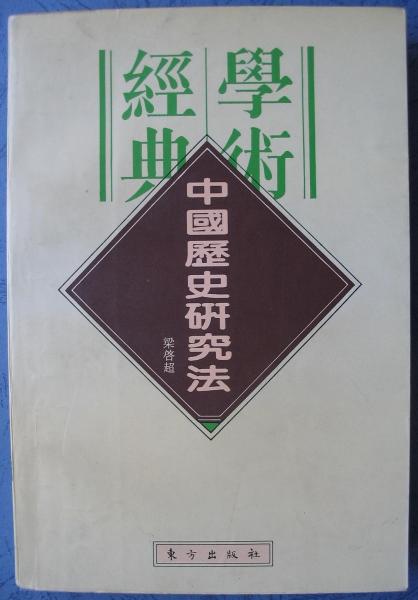 學術
經典
中國歷史研究法
梁啓超
東方出版社